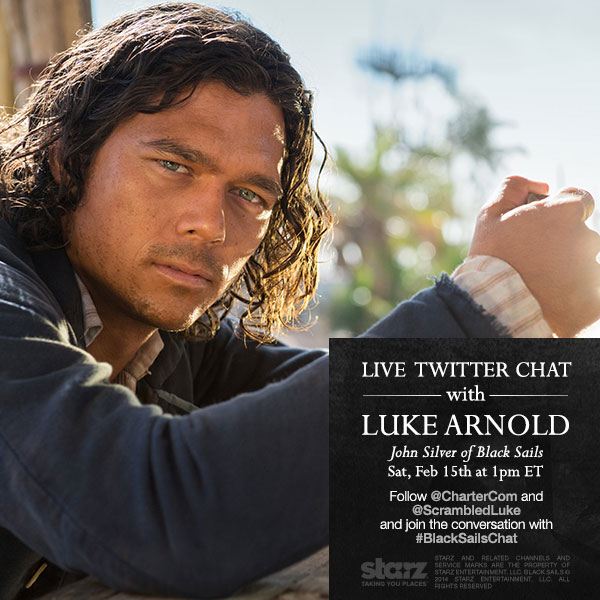 LIVE TWITTER CHAT
with
LUKE ARNOLD
John Silver of Black Sails
Sat, Feb 15th at 1pm ET
Follow @CharterCom and
@ScrambledLuke
and join the conversation with
#BlackSailsChat
starz
TAKING YOU PLACES
STARZ AND RELATED CHANNELS AND
SERVICE MARKS ARE THE PROPERTY OF
STARZ ENTERTAINMENT, LLC. BLACK SAILS ©
2014 STARZ ENTERTAINMENT, LLC. ALL
RIGHTS RESERVED